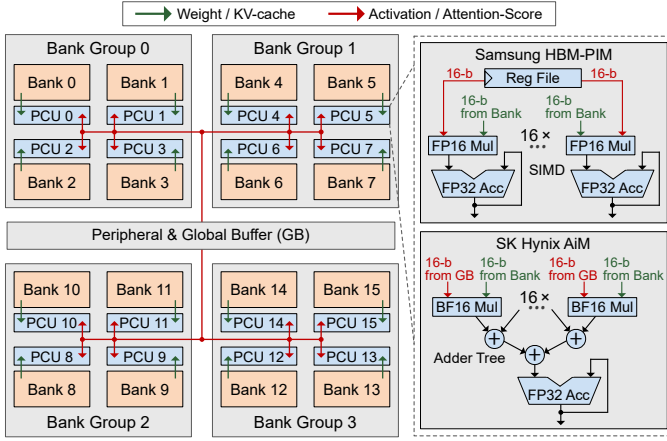 Weight / KV-cache
Activation / Attention-Score
Bank Group 0
Bank 0
Bank 1
PCU 0
PCU 1
PCU 2
PCU 3
Bank 2
Bank 3
Bank Group 1
Bank 4
Bank 5
PCU 4
PCU 5
PCU 6
PCU 7
Bank 6
Bank 7
Peripheral & Global Buffer (GB)
Bank 10
Bank 11
PCU 10
PCU 11
PCU 8
PCU 9
Bank 8
Bank 9
Bank Group 2
Bank 14
Bank 15
PCU 14
PCU 15
PCU 12
PCU 13
Bank 12
Bank 13
Bank Group 3
Samsung HBM-PIM
16-b
Reg File
16-b
16-b
from Bank
16-b
from Bank
FP16 Mul
16 ×
...
SIMD
FP16 Mul
FP32 Acc
FP32 Acc
SK Hynix AiM
16-b
from GB
16-b
from Bank
16-b
from GB
16-b
from Bank
BF16 Mul
16 ×
...
BF16 Mul
+
+
Adder Tree
+
FP32 Acc